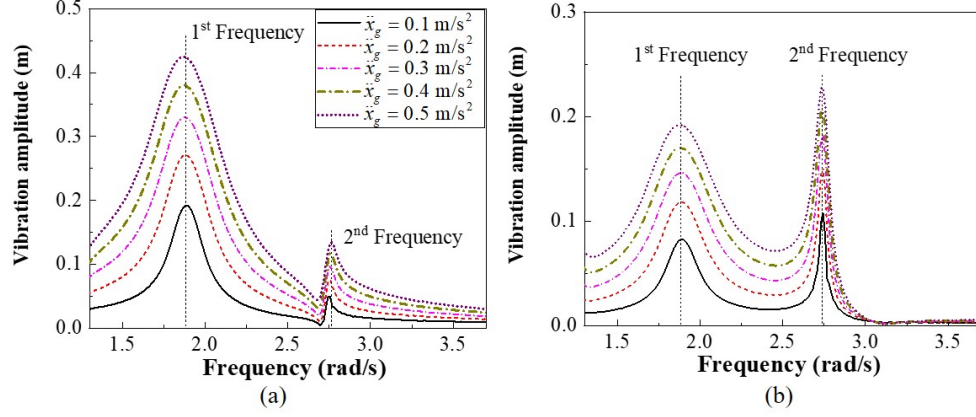 1st Frequency
ẍg = 0.1 m/s²
ẍg = 0.2 m/s²
ẍg = 0.3 m/s²
ẍg = 0.4 m/s²
ẍg = 0.5 m/s²
2nd Frequency
Vibration amplitude (m)
0.5
0.4
0.3
0.2
0.1
0.0
1.5 2.0 2.5 3.0 3.5
Frequency (rad/s)
(a)
1st Frequency 2nd Frequency
Vibration amplitude (m)
0.3
0.2
0.1
0.0
1.5 2.0 2.5 3.0 3.5
Frequency (rad/s)
(b)